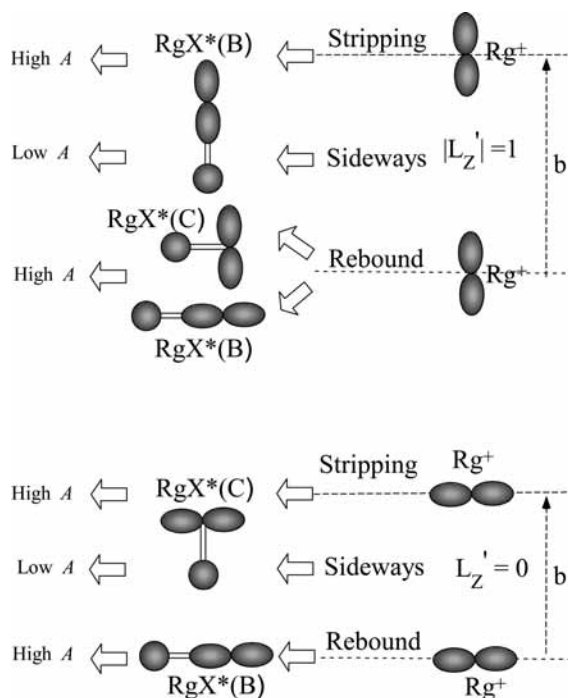 RgX*(B)
Stripping
High A
Rg⁺
Low A
Sideways
|L_Z'| = 1
b
RgX*(C)
High A
Rebound
Rg⁺
RgX*(B)
Stripping
Rg⁺
High A
RgX*(C)
Low A
Sideways
L_Z' = 0
b
Rebound
High A
RgX*(B)
Rg⁺